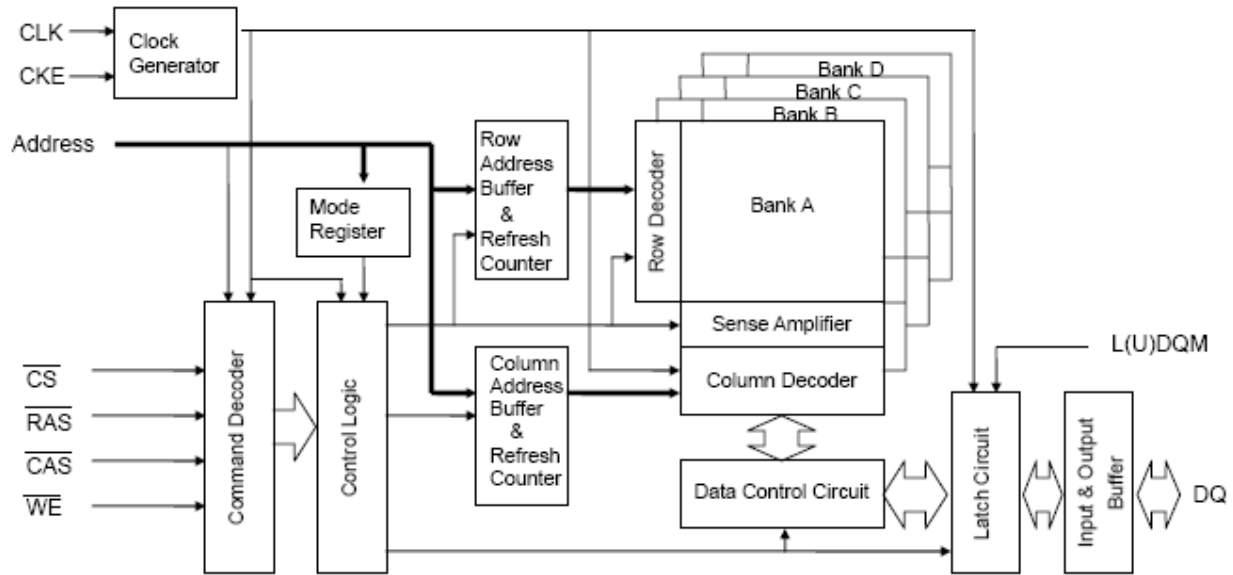 CLK
CKE
Clock
Generator
Address
Mode
Register
Row
Address
Buffer
&
Refresh
Counter
Row Decoder
Bank D
Bank C
Bank B
Bank A
Sense Amplifier
Column Decoder
Column
Address
Buffer
&
Refresh
Counter
CS
RAS
CAS
WE
Command Decoder
Control Logic
Data Control Circuit
L(U)DQM
Latch Circuit
Input & Output
Buffer
DQ